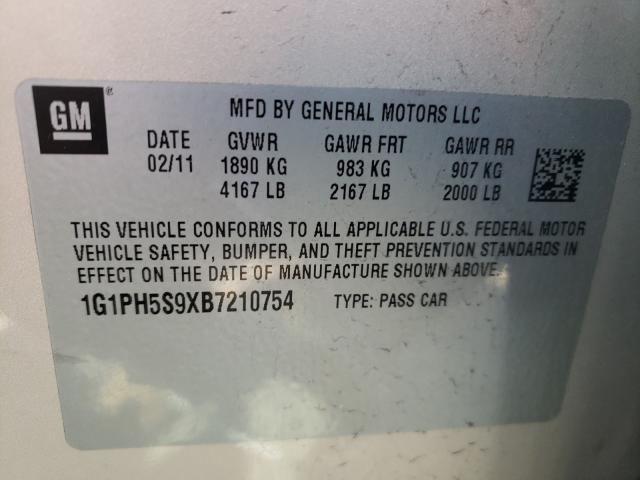 GM®
MFD BY GENERAL MOTORS LLC
DATE GVWR GAWR FRT GAWR RR
02/11 1890 KG 983 KG 907 KG
4167 LB 2167 LB 2000 LB
THIS VEHICLE CONFORMS TO ALL APPLICABLE U.S. FEDERAL MOTOR
VEHICLE SAFETY, BUMPER, AND THEFT PREVENTION STANDARDS IN
EFFECT ON THE DATE OF MANUFACTURE SHOWN ABOVE.
1G1PH5S9XB7210754 TYPE: PASS CAR